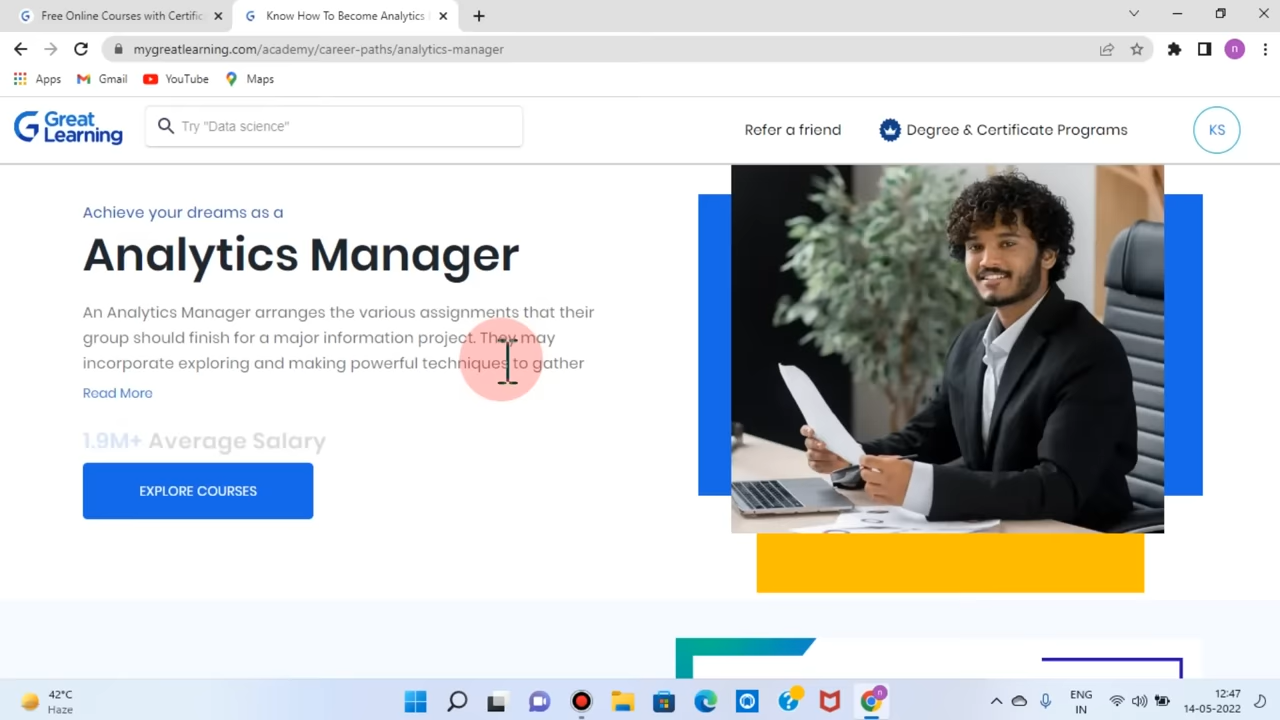 Free Online Courses with Certific
Know How To Become Analytics
mygreatlearning.com/academy/career-paths/analytics-manager
n
Apps
Gmail
YouTube
Maps
Great
Learning
Try "Data science"
Refer a friend
Degree & Certificate Programs
KS
Achieve your dreams as a
Analytics Manager
An Analytics Manager arranges the various assignments that their
group should finish for a major information project. They may
incorporate exploring and making powerful techniques to gather
Read More
1.9M+ Average Salary
EXPLORE COURSES
42°C
Haze
n
ENG
IN
12:47
14-05-2022